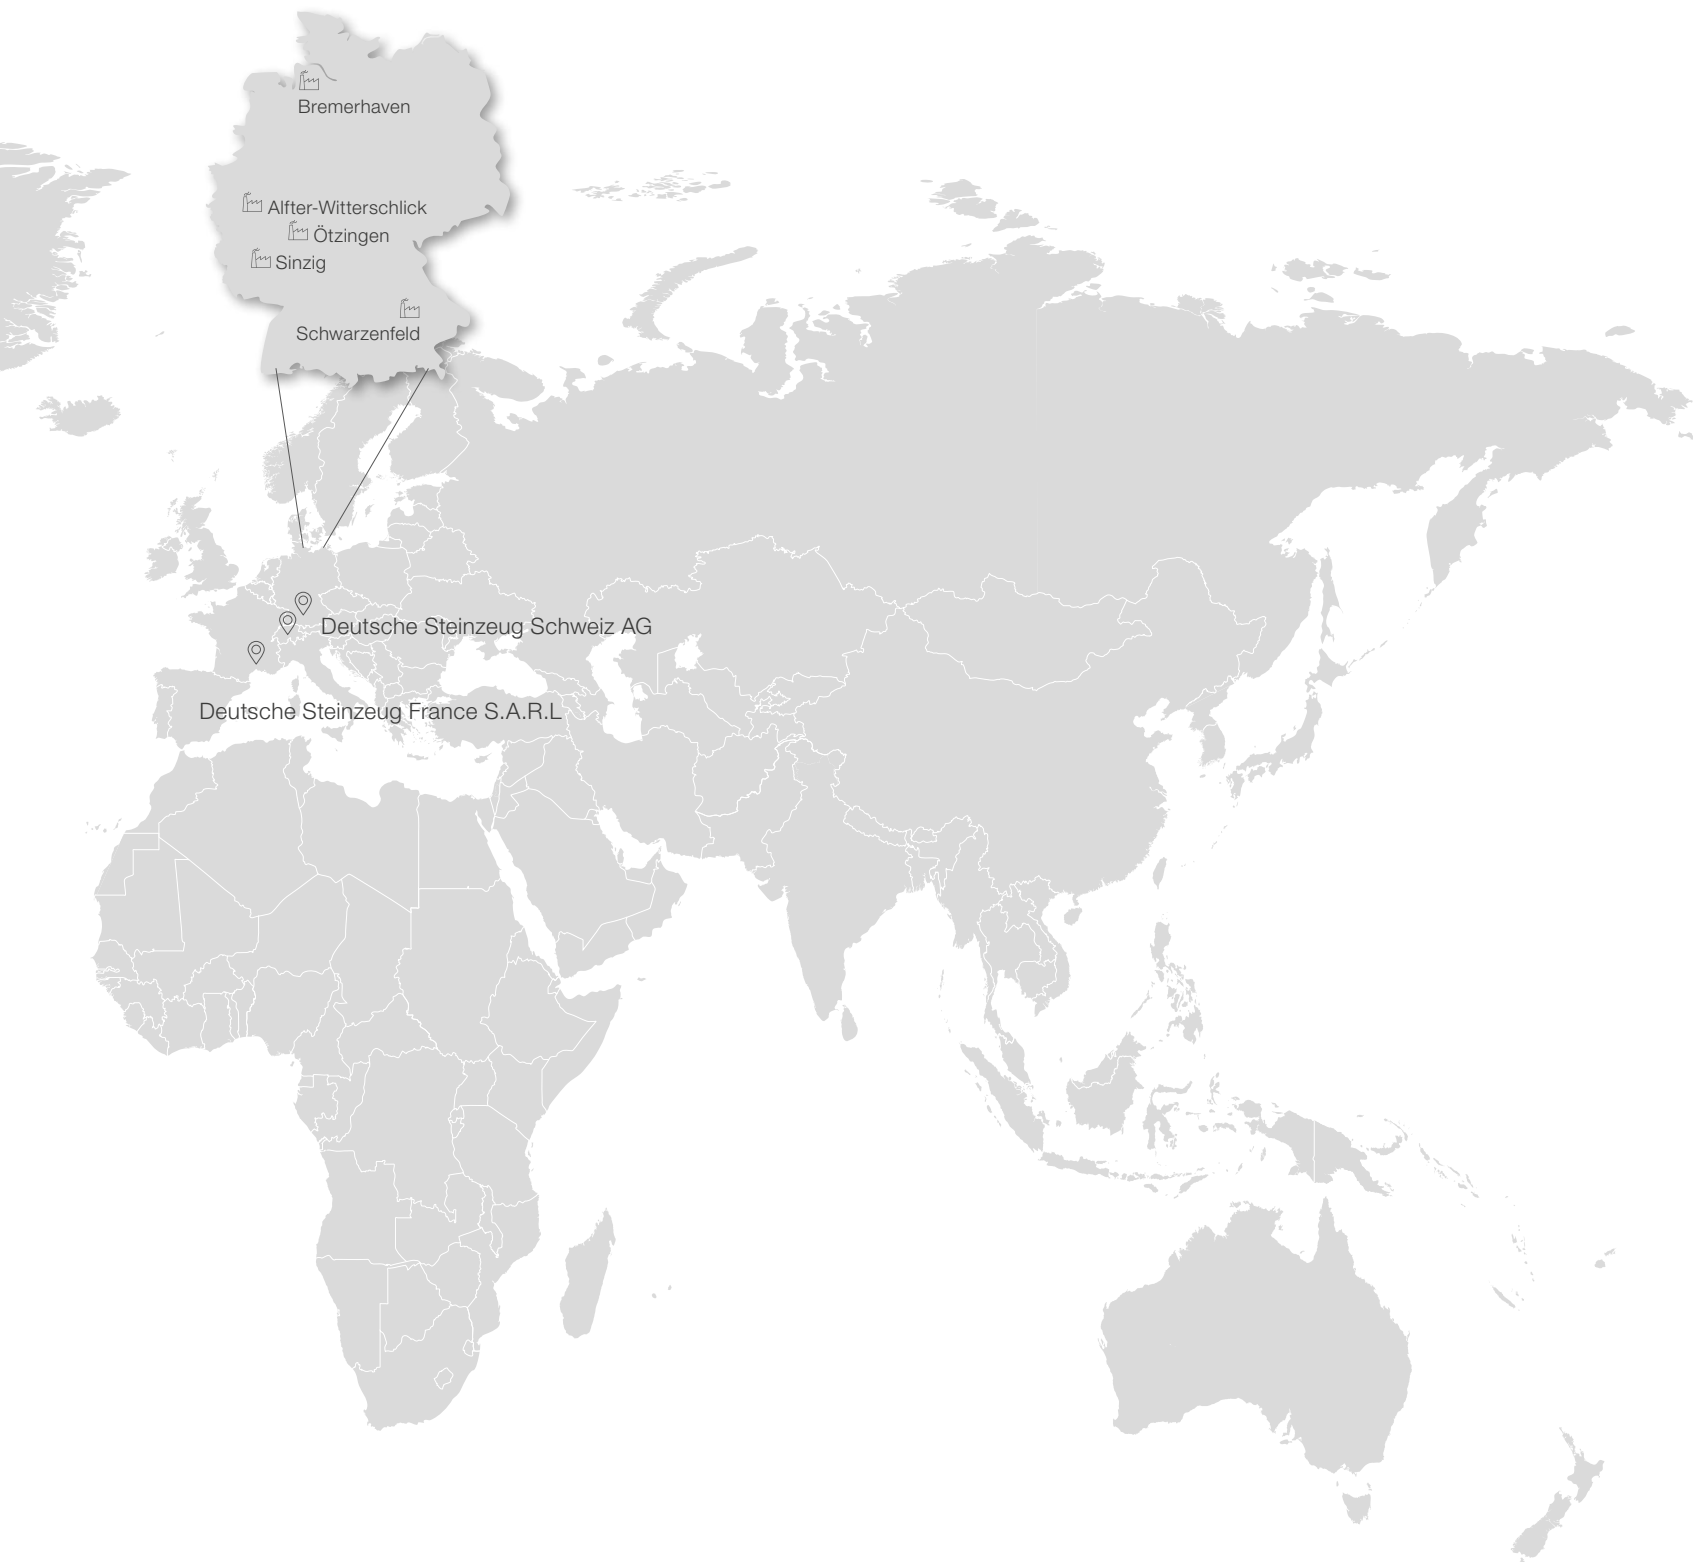 Bremerhaven
Alfter-Witterschlick
Ötzingen
Sinzig
Schwarzenfeld
Deutsche Steinzeug Schweiz AG
Deutsche Steinzeug France S.A.R.L